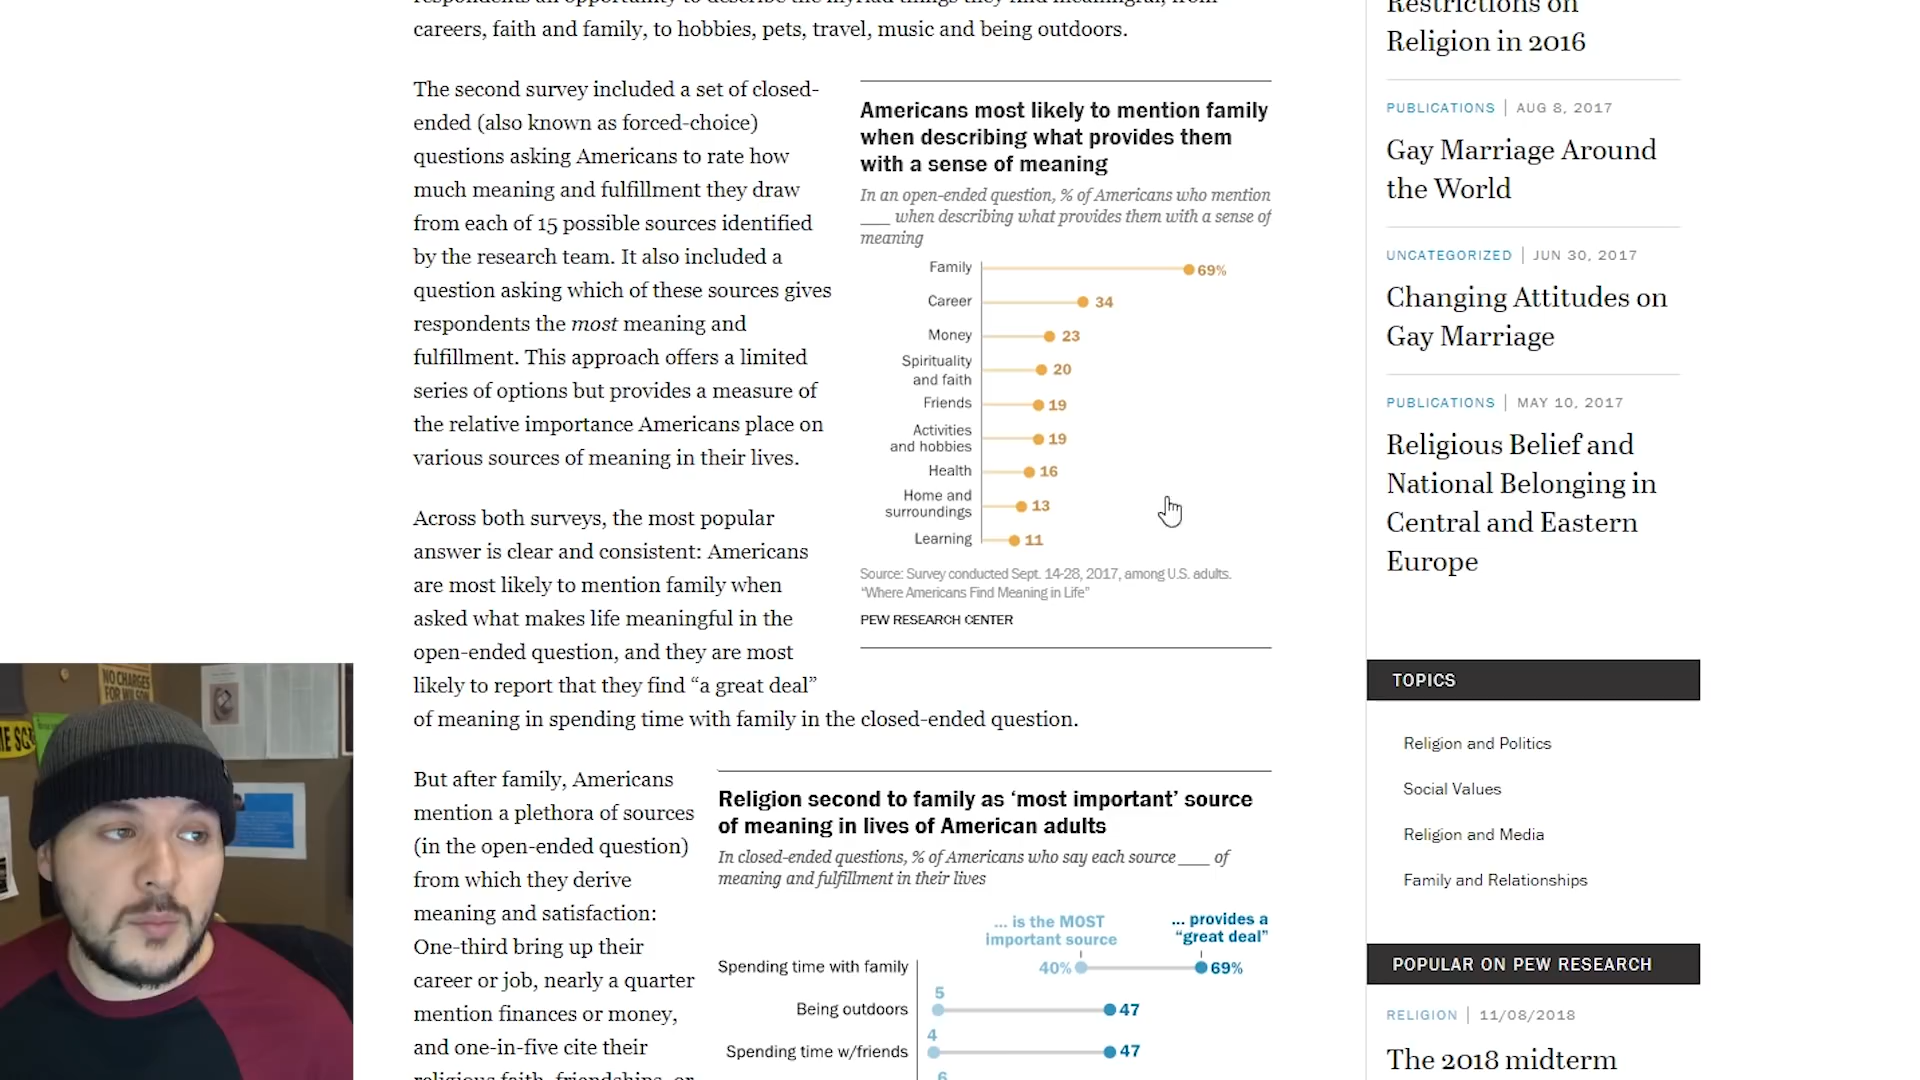 careers, faith and family, to hobbies, pets, travel, music and being outdoors.
The second survey included a set of closed-
ended (also known as forced-choice)
questions asking Americans to rate how
much meaning and fulfillment they draw
from each of 15 possible sources identified
by the research team. It also included a
question asking which of these sources gives
respondents the most meaning and
fulfillment. This approach offers a limited
series of options but provides a measure of
the relative importance Americans place on
various sources of meaning in their lives.
Across both surveys, the most popular
answer is clear and consistent: Americans
are most likely to mention family when
asked what makes life meaningful in the
open-ended question, and they are most
likely to report that they find “a great deal”
of meaning in spending time with family in the closed-ended question.
But after family, Americans
mention a plethora of sources
(in the open-ended question)
from which they derive
meaning and satisfaction:
One-third bring up their
career or job, nearly a quarter
mention finances or money,
and one-in-five cite their
religious faith, friendships, or
Americans most likely to mention family
when describing what provides them
with a sense of meaning
In an open-ended question, % of Americans who mention
___ when describing what provides them with a sense of
meaning
Family 69%
Career 34
Money 23
Spirituality
and faith 20
Friends 19
Activities
and hobbies 19
Health 16
Home and
surroundings 13
Learning 11
Source: Survey conducted Sept. 14-28, 2017, among U.S. adults.
“Where Americans Find Meaning in Life”
PEW RESEARCH CENTER
Religion second to family as ‘most important’ source
of meaning in lives of American adults
In closed-ended questions, % of Americans who say each source ___ of
meaning and fulfillment in their lives
... is the MOST
important source
... provides a
“great deal”
Spending time with family 40% 69%
5
Being outdoors 47
4
Spending time w/friends 47
6
Restrictions on
Religion in 2016
PUBLICATIONS | AUG 8, 2017
Gay Marriage Around
the World
UNCATEGORIZED | JUN 30, 2017
Changing Attitudes on
Gay Marriage
PUBLICATIONS | MAY 10, 2017
Religious Belief and
National Belonging in
Central and Eastern
Europe
TOPICS
Religion and Politics
Social Values
Religion and Media
Family and Relationships
POPULAR ON PEW RESEARCH
RELIGION | 11/08/2018
The 2018 midterm
NO CHARGES
FOR WILSON